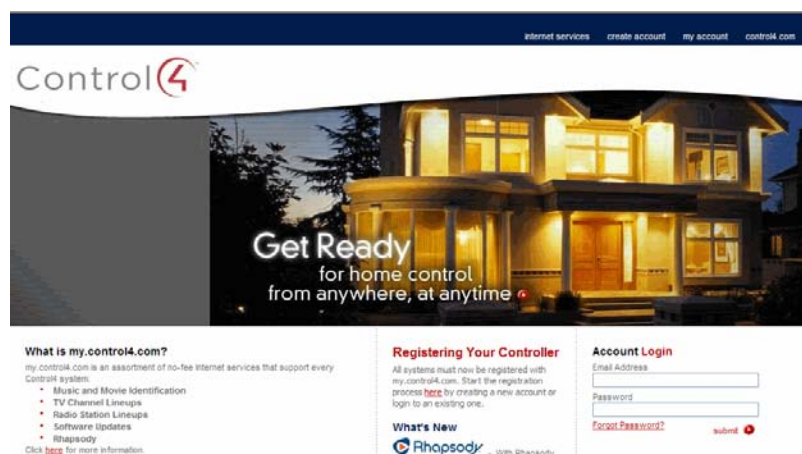 internet services create account my account control4.com
Control4
Get Ready
for home control
from anywhere, at anytime
What is my.control4.com?
my.control4.com is an assortment of no-fee Internet services that support every
Control4 system:
Music and Movie Identification
TV Channel Lineups
Radio Station Lineups
Software Updates
Rhapsody
Click here for more information.
Registering Your Controller
All systems must now be registered with
my.control4.com. Start the registration
process here by creating a new account or
login to an existing one.
What's New
Rhapsody - With Rhapsody
Account Login
Email Address
Password
Forgot Password?
submit